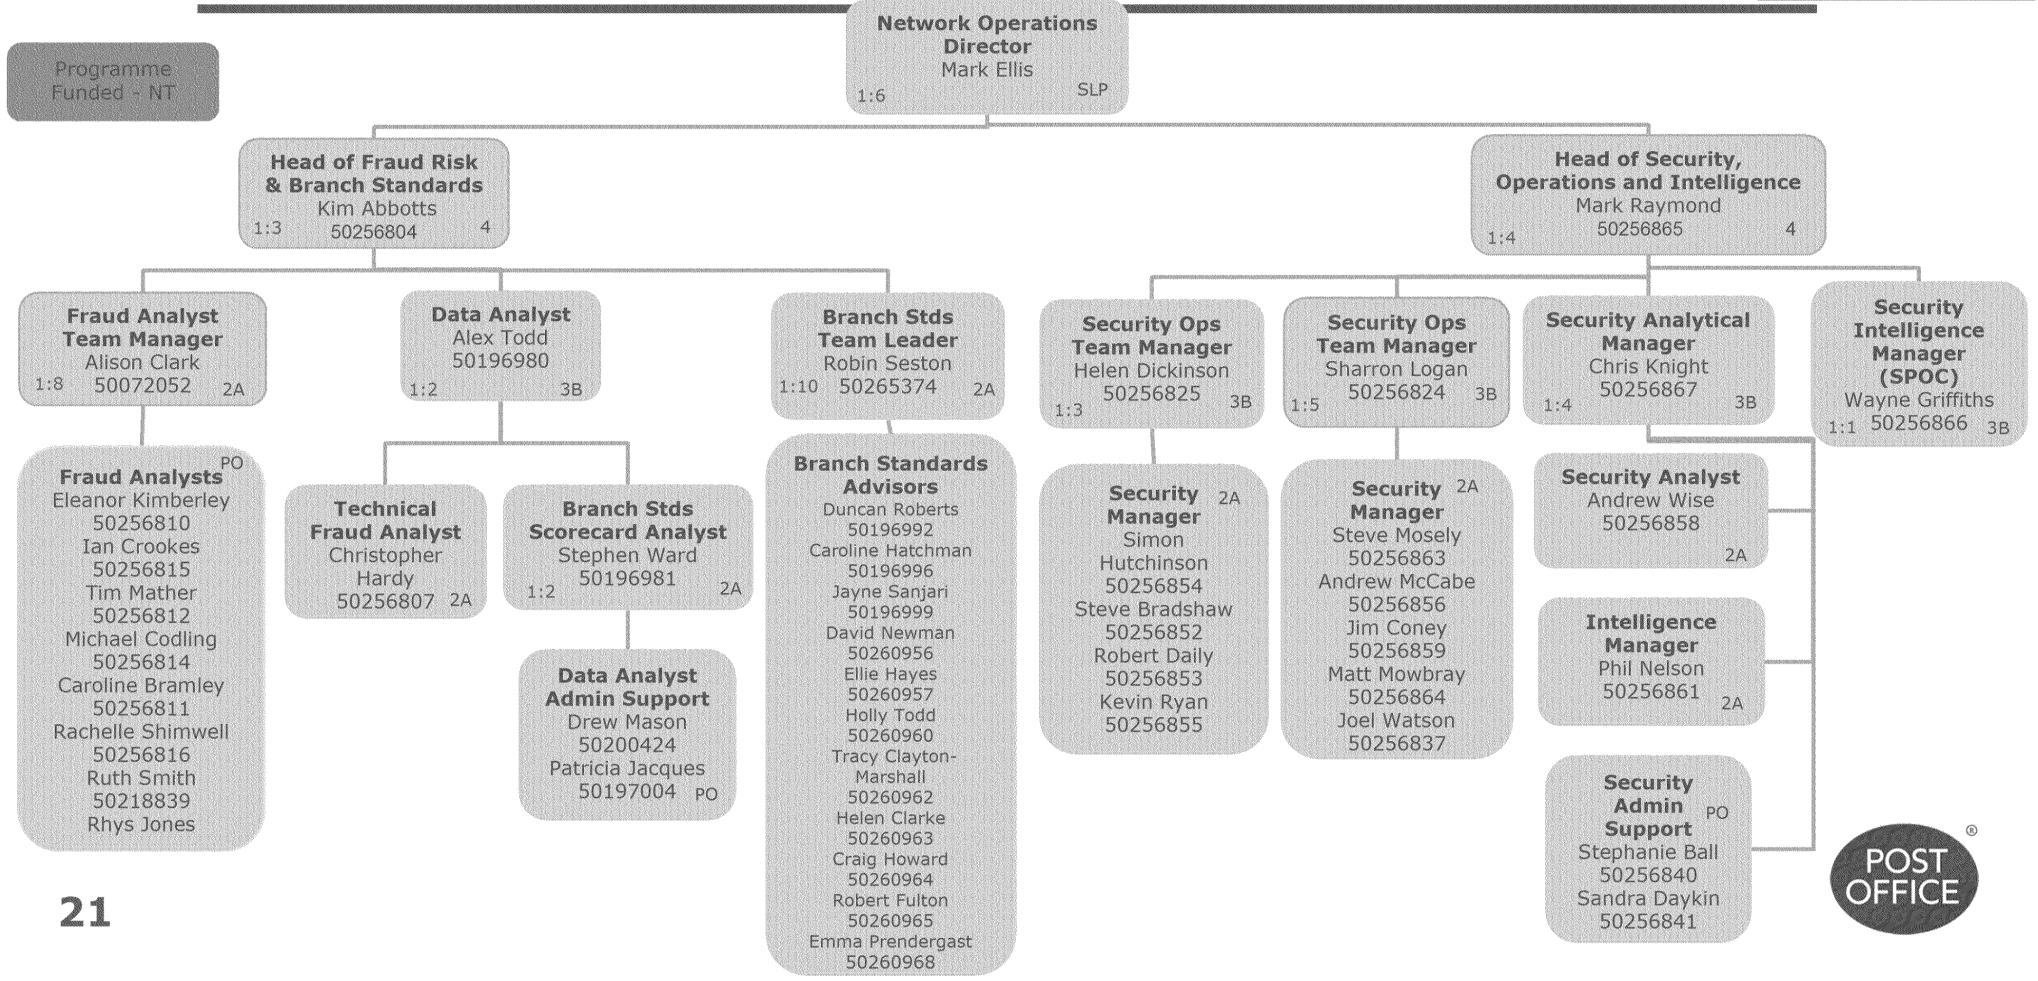 Network Operations
Director
Mark Ellis
1:6
SLP
Programme
Funded - NT
Head of Fraud Risk
& Branch Standards
Kim Abbotts
1:3 50256804 4
Head of Security,
Operations and Intelligence
Mark Raymond
1:4 50256865 4
Fraud Analyst
Team Manager
Alison Clark
1:8 50072052 2A
Data Analyst
Alex Todd
50196980
1:2 3B
Branch Stds
Team Leader
Robin Seston
1:10 50265374 2A
Security Ops
Team Manager
Helen Dickinson
50256825
1:3 3B
Security Ops
Team Manager
Sharron Logan
50256824
1:5 3B
Security Analytical
Manager
Chris Knight
50256867
1:4 3B
Security
Intelligence
Manager
(SPOC)
Wayne Griffiths
1:1 50256866 3B
PO
Fraud Analysts
Eleanor Kimberley
50256810
Ian Crookes
50256815
Tim Mather
50256812
Michael Codling
50256814
Caroline Bramley
50256811
Rachelle Shimwell
50256816
Ruth Smith
50218839
Rhys Jones
Technical
Fraud Analyst
Christopher
Hardy
50256807 2A
Branch Stds
Scorecard Analyst
Stephen Ward
50196981
1:2 2A
Data Analyst
Admin Support
Drew Mason
50200424
Patricia Jacques
50197004 PO
Branch Standards
Advisors
Duncan Roberts
50196992
Caroline Hatchman
50196996
Jayne Sanjari
50196999
David Newman
50260956
Ellie Hayes
50260957
Holly Todd
50260960
Tracy Clayton-
Marshall
50260962
Helen Clarke
50260963
Craig Howard
50260964
Robert Fulton
50260965
Emma Prendergast
50260968
Security 2A
Manager
Simon
Hutchinson
50256854
Steve Bradshaw
50256852
Robert Daily
50256853
Kevin Ryan
50256855
Security 2A
Manager
Steve Mosely
50256863
Andrew McCabe
50256856
Jim Coney
50256859
Matt Mowbray
50256864
Joel Watson
50256837
Security Analyst
Andrew Wise
50256858
2A
Intelligence
Manager
Phil Nelson
50256861
2A
Security
Admin PO
Support
Stephanie Ball
50256840
Sandra Daykin
50256841
21
POST
OFFICE
®